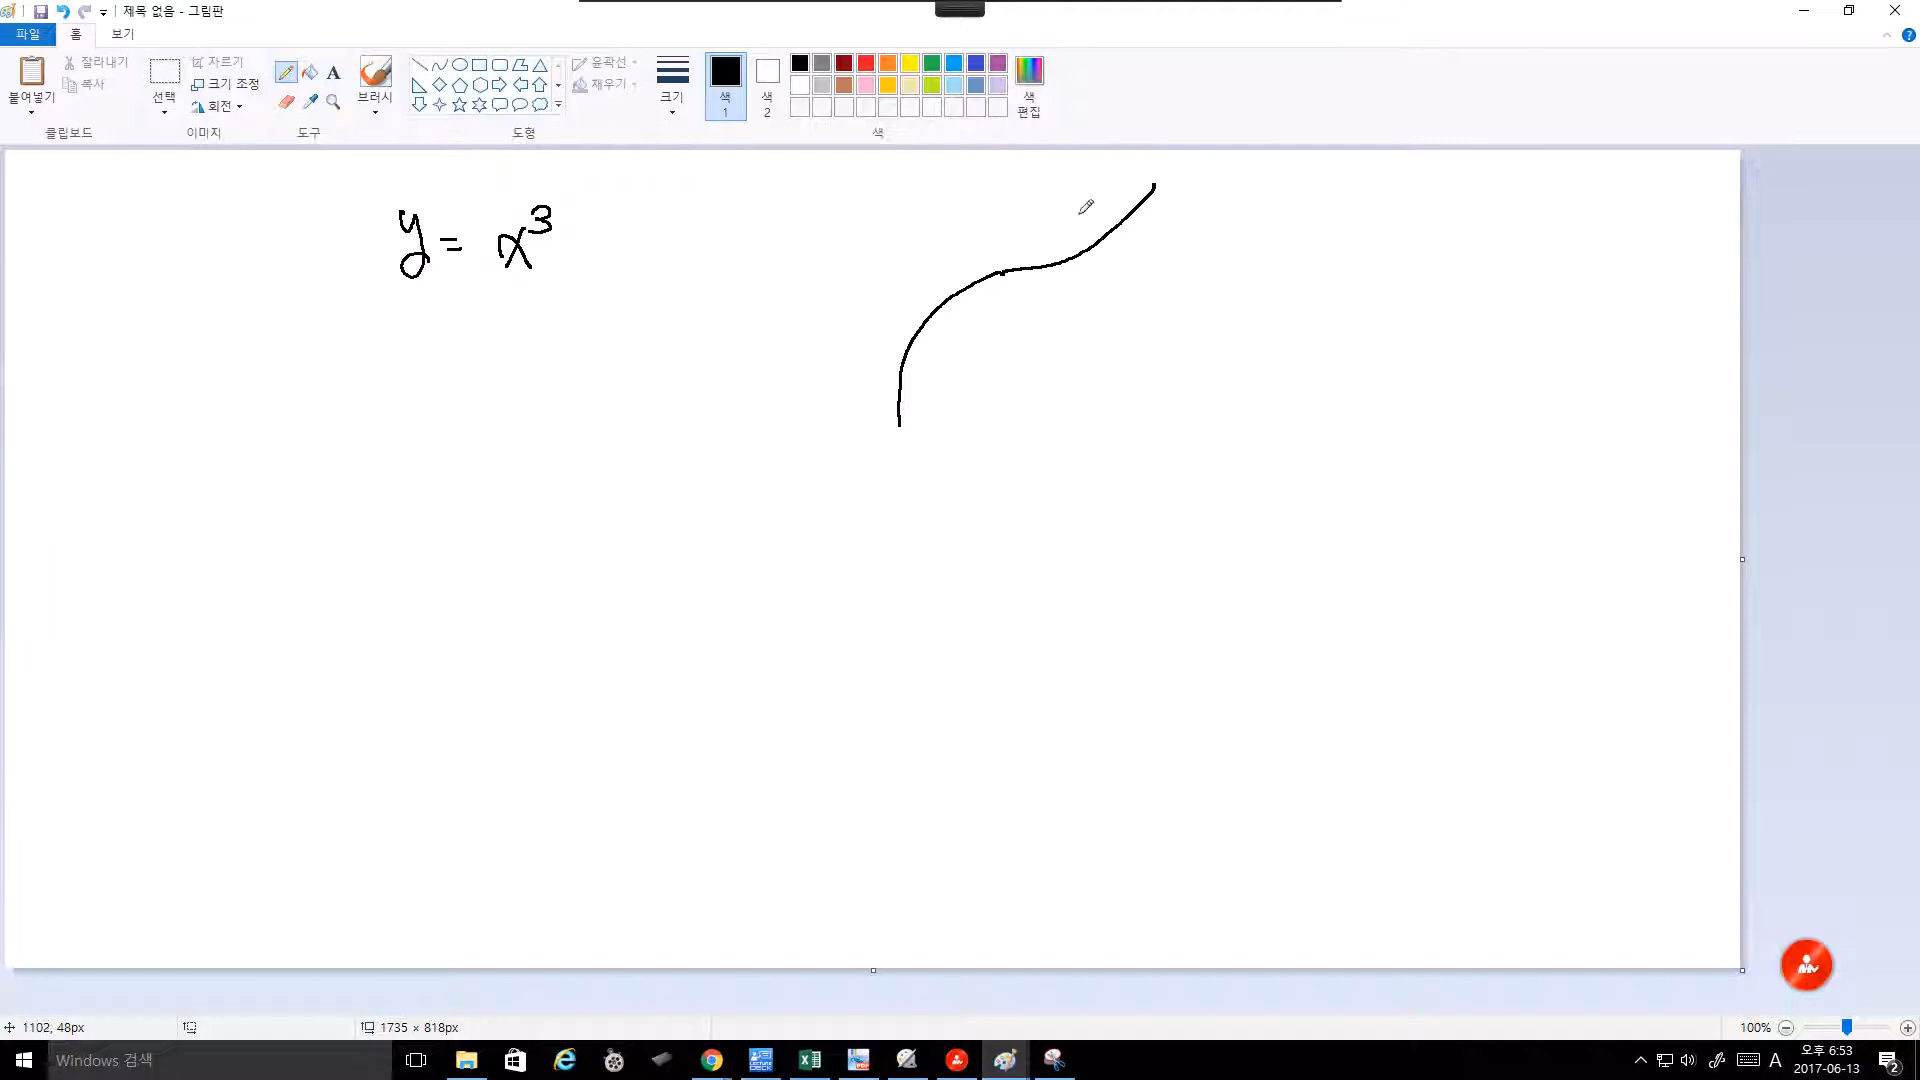 제목 없음 - 그림판
파일 홈 보기
붙여넣기
잘라내기
복사
클립보드
선택
자르기
크기 조정
회전
이미지
A
도구
브러시
도형
윤곽선
채우기
크기
색
1
색
2
색
색
편집
y = x³
1102, 48px
1735 × 818px
100%
Windows 검색
LECTURE DECK
PDF
A
오후 6:53
2017-06-13
2